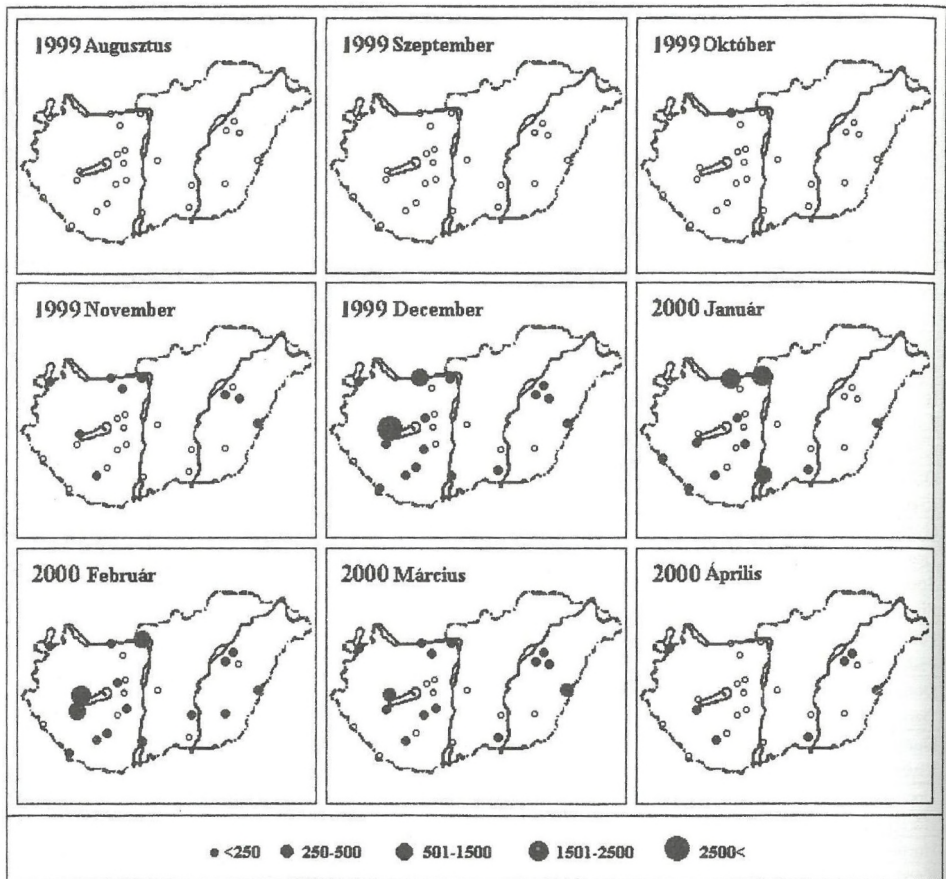 1999 Augusztus
1999 Szeptember
1999 Október
1999 November
1999 December
2000 Január
2000 Február
2000 Március
2000 Április
<250 250-500 501-1500 1501-2500 2500<